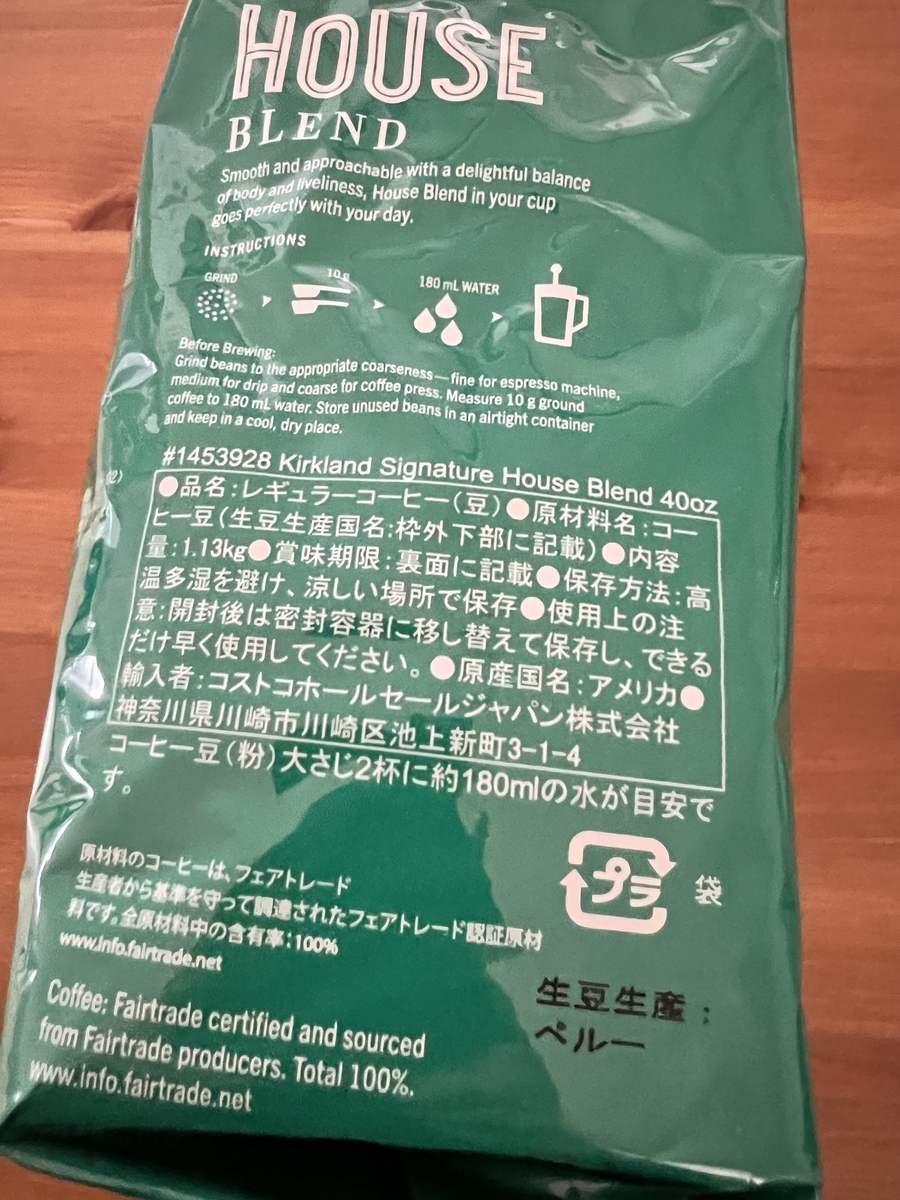 HOUSE
BLEND
Smooth and approachable with a delightful balance
of body and liveliness, House Blend in your cup
goes perfectly with your day.
INSTRUCTIONS
GRIND
10 g
180 mL WATER
Before Brewing:
Grind beans to the appropriate coarseness—fine for espresso machine,
medium for drip and coarse for coffee press. Measure 10 g ground
coffee to 180 mL water. Store unused beans in an airtight container
and keep in a cool, dry place.
#1453928 Kirkland Signature House Blend 40oz
●品名:レギュラーコーヒー(豆)●原材料名:コー
ヒー豆(生豆生産国名:枠外下部に記載)●内容
量:1.13kg●賞味期限:裏面に記載●保存方法:高
温多湿を避け、涼しい場所で保存●使用上の注
意:開封後は密封容器に移し替えて保存し、できる
だけ早く使用してください。●原産国名:アメリカ●
輸入者:コストコホールセールジャパン株式会社
神奈川県川崎市川崎区池上新町3-1-4
コーヒー豆(粉)大さじ2杯に約180mlの水が目安で
す。
原材料のコーヒーは、フェアトレード
生産者から基準を守って調達されたフェアトレード認証原材
料です。全原材料中の含有率:100%
www.info.fairtrade.net
プラ
袋
生豆生産:
ペルー
Coffee: Fairtrade certified and sourced
from Fairtrade producers. Total 100%.
www.info.fairtrade.net